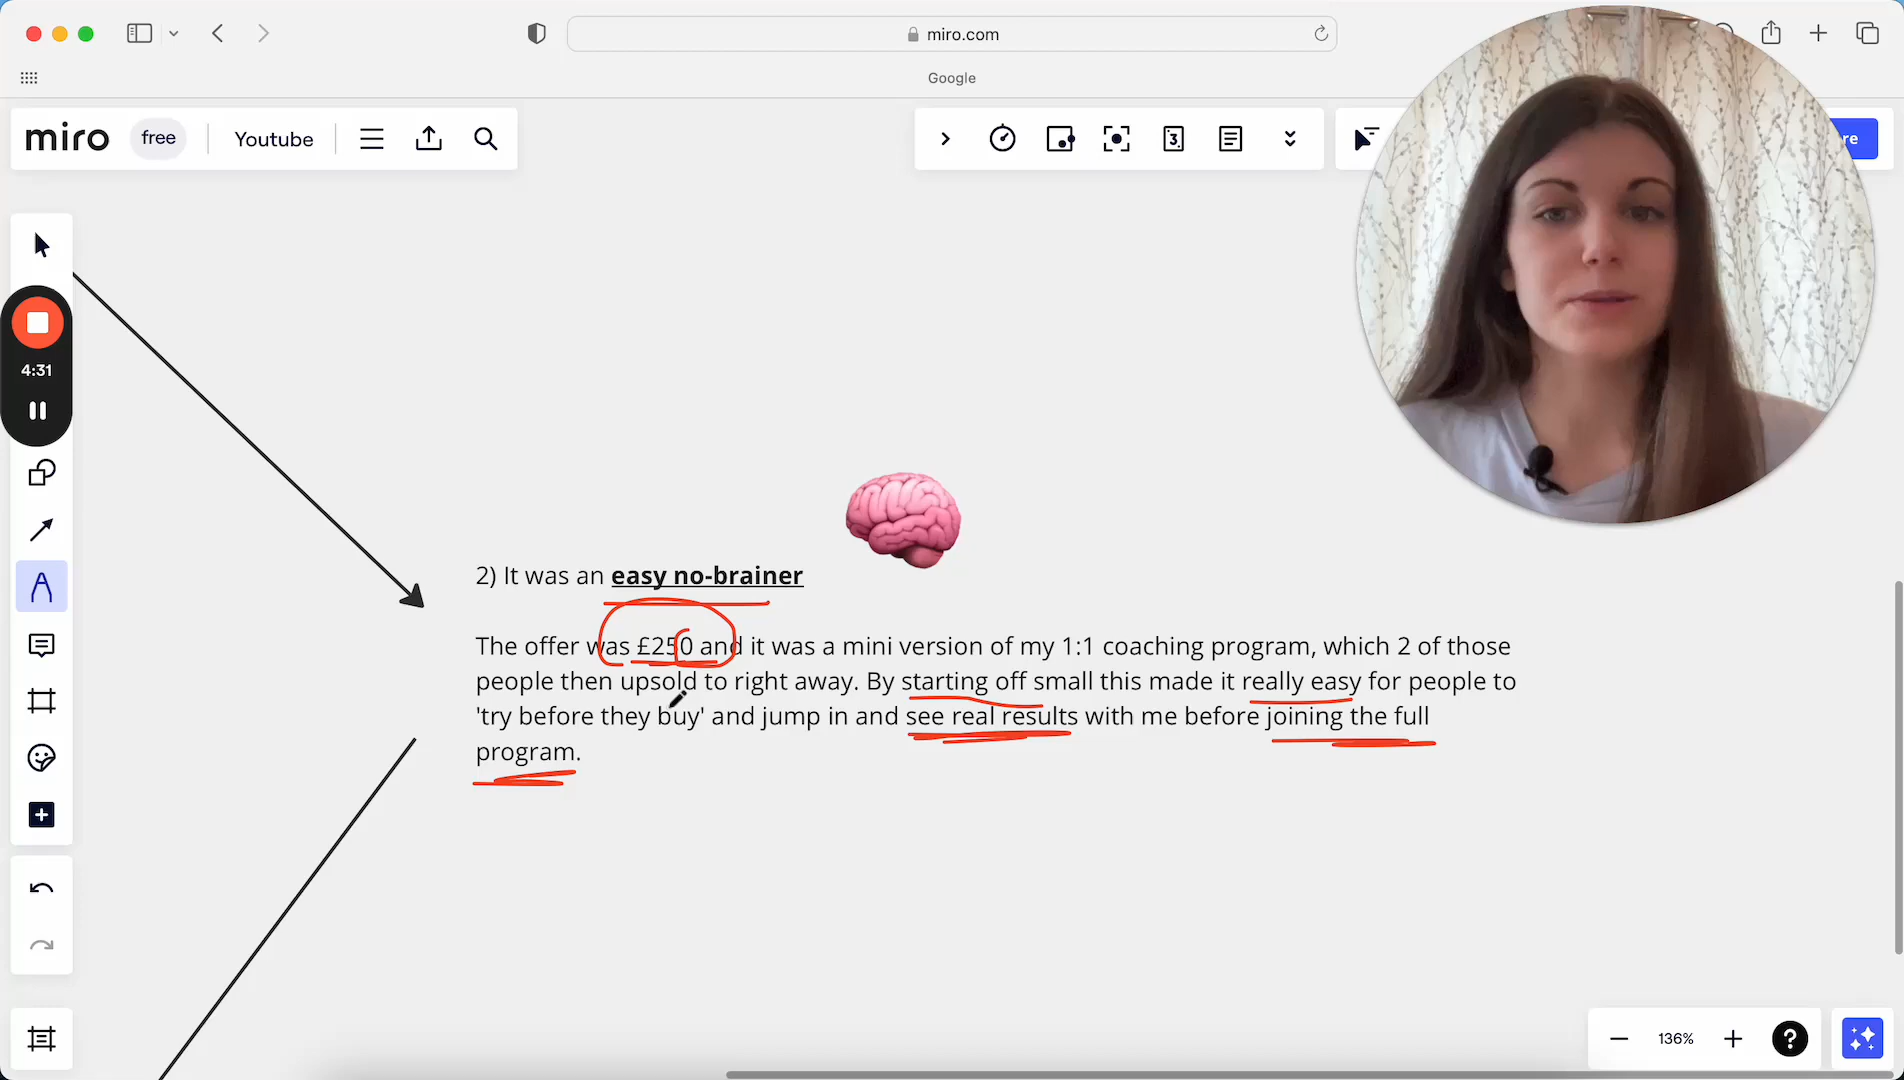 miro.com
Google
miro free Youtube
3
re
4:31
2) It was an easy no-brainer
The offer was £250 and it was a mini version of my 1:1 coaching program, which 2 of those
people then upsold to right away. By starting off small this made it really easy for people to
'try before they buy' and jump in and see real results with me before joining the full
program.
136%
?